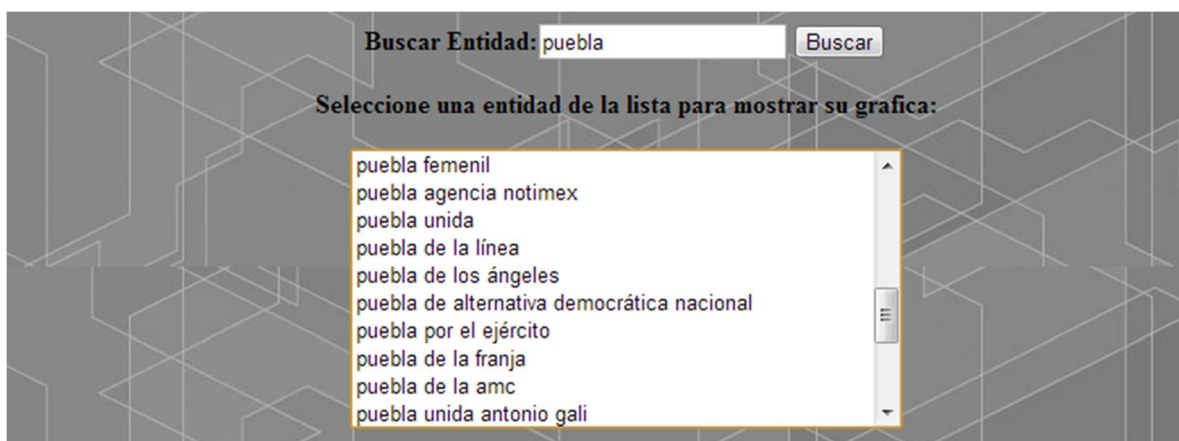 Buscar Entidad: puebla Buscar
Seleccione una entidad de la lista para mostrar su grafica:
puebla femenil
puebla agencia notimex
puebla unida
puebla de la línea
puebla de los ángeles
puebla de alternativa democrática nacional
puebla por el ejército
puebla de la franja
puebla de la amc
puebla unida antonio gali